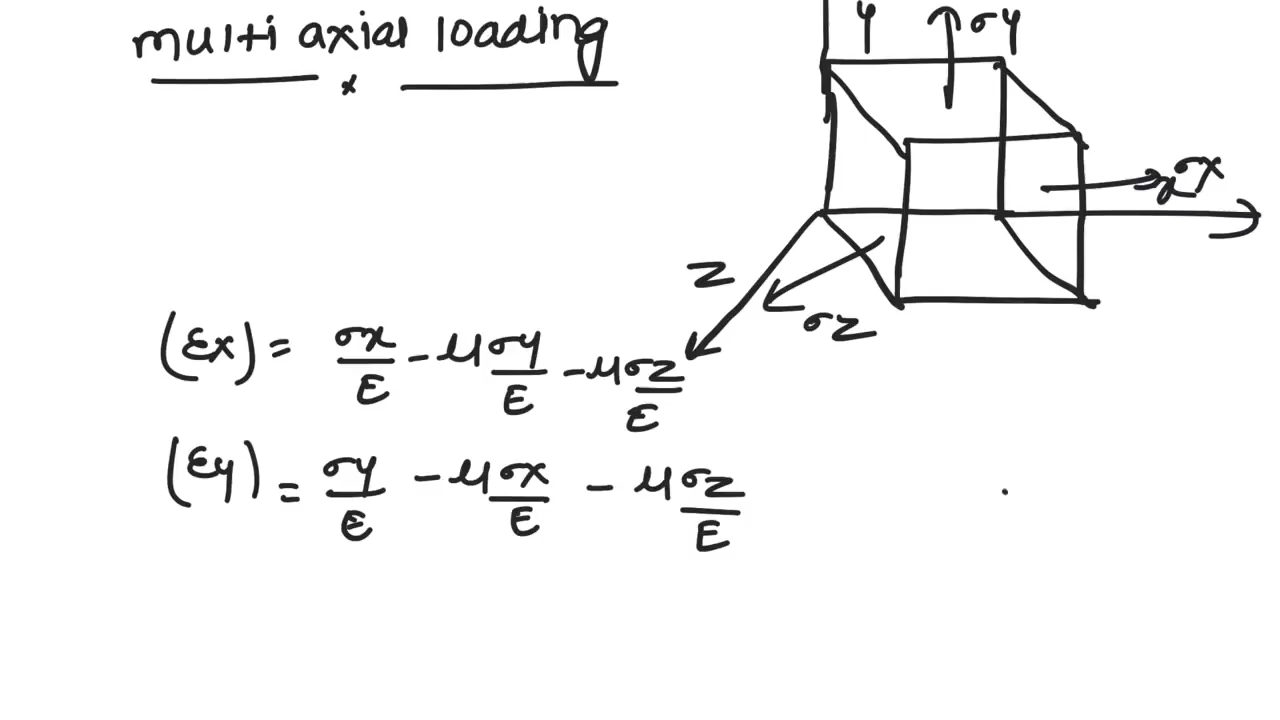 multi axial loading
x
y
σy
σx
z
σz
(εx) = σx/E - μσy/E - μσz/E
(εy) = σy/E - μσx/E - μσz/E